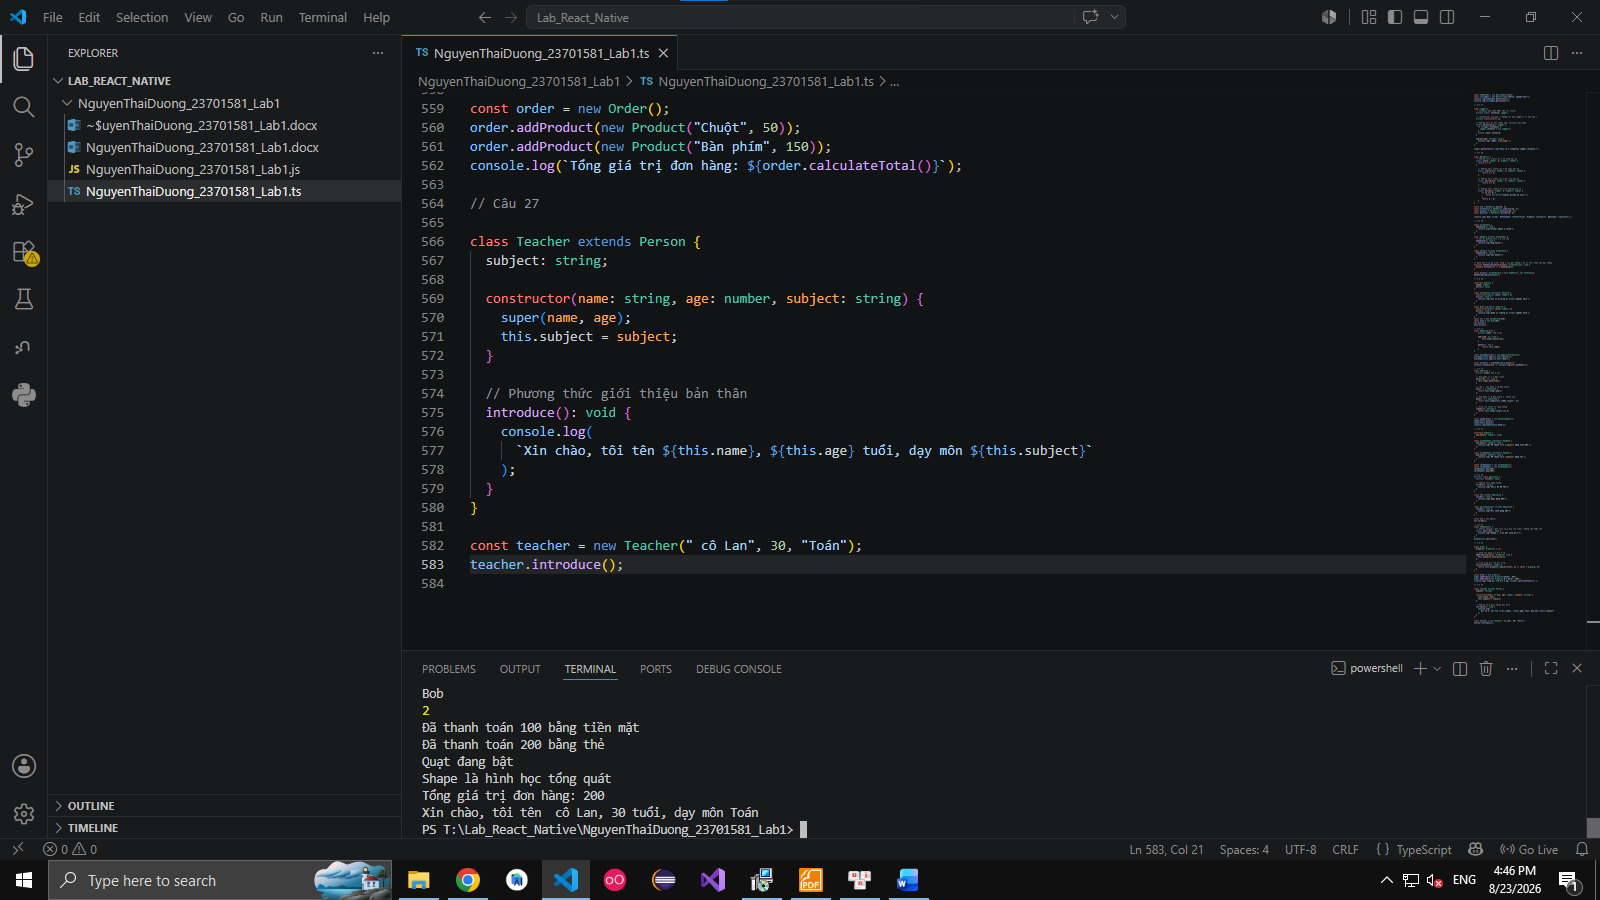 File Edit Selection View Go Run Terminal Help
Lab_React_Native
EXPLORER
LAB_REACT_NATIVE
NguyenThaiDuong_23701581_Lab1
~$uyenThaiDuong_23701581_Lab1.docx
NguyenThaiDuong_23701581_Lab1.docx
JS NguyenThaiDuong_23701581_Lab1.js
TS NguyenThaiDuong_23701581_Lab1.ts
OUTLINE
TIMELINE
TS NguyenThaiDuong_23701581_Lab1.ts
NguyenThaiDuong_23701581_Lab1 > TS NguyenThaiDuong_23701581_Lab1.ts > ...
559 const order = new Order();
560 order.addProduct(new Product("Chuột", 50));
561 order.addProduct(new Product("Bàn phím", 150));
562 console.log(`Tổng giá trị đơn hàng: ${order.calculateTotal()}`);
563
564 // Câu 27
565
566 class Teacher extends Person {
567 subject: string;
568
569 constructor(name: string, age: number, subject: string) {
570 super(name, age);
571 this.subject = subject;
572 }
573
574 // Phương thức giới thiệu bản thân
575 introduce(): void {
576 console.log(
577 `Xin chào, tôi tên ${this.name}, ${this.age} tuổi, dạy môn ${this.subject}`
578 );
579 }
580 }
581
582 const teacher = new Teacher(" cô Lan", 30, "Toán");
583 teacher.introduce();
584
PROBLEMS OUTPUT TERMINAL PORTS DEBUG CONSOLE
powershell
Bob
2
Đã thanh toán 100 bằng tiền mặt
Đã thanh toán 200 bằng thẻ
Quạt đang bật
Shape là hình học tổng quát
Tổng giá trị đơn hàng: 200
Xin chào, tôi tên  cô Lan, 30 tuổi, dạy môn Toán
PS T:\Lab_React_Native\NguyenThaiDuong_23701581_Lab1>
0 0
Ln 583, Col 21 Spaces: 4 UTF-8 CRLF { } TypeScript Go Live
Type here to search
ENG
4:46 PM
8/23/2026
1